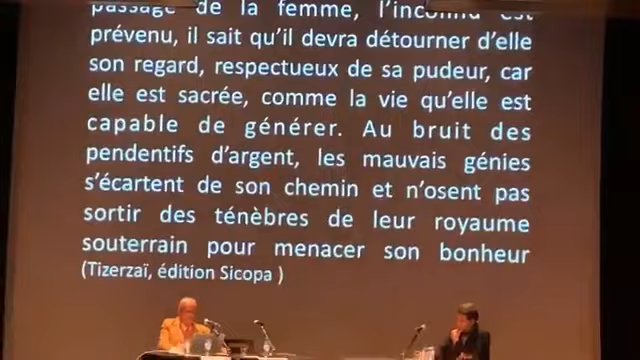 passage de la femme, l'inconnu est
prévenu, il sait qu'il devra détourner d'elle
son regard, respectueux de sa pudeur, car
elle est sacrée, comme la vie qu'elle est
capable de générer. Au bruit des
pendentifs d'argent, les mauvais génies
s'écartent de son chemin et n'osent pas
sortir des ténèbres de leur royaume
souterrain pour menacer son bonheur
(Tizerzaï, édition Sicopa )